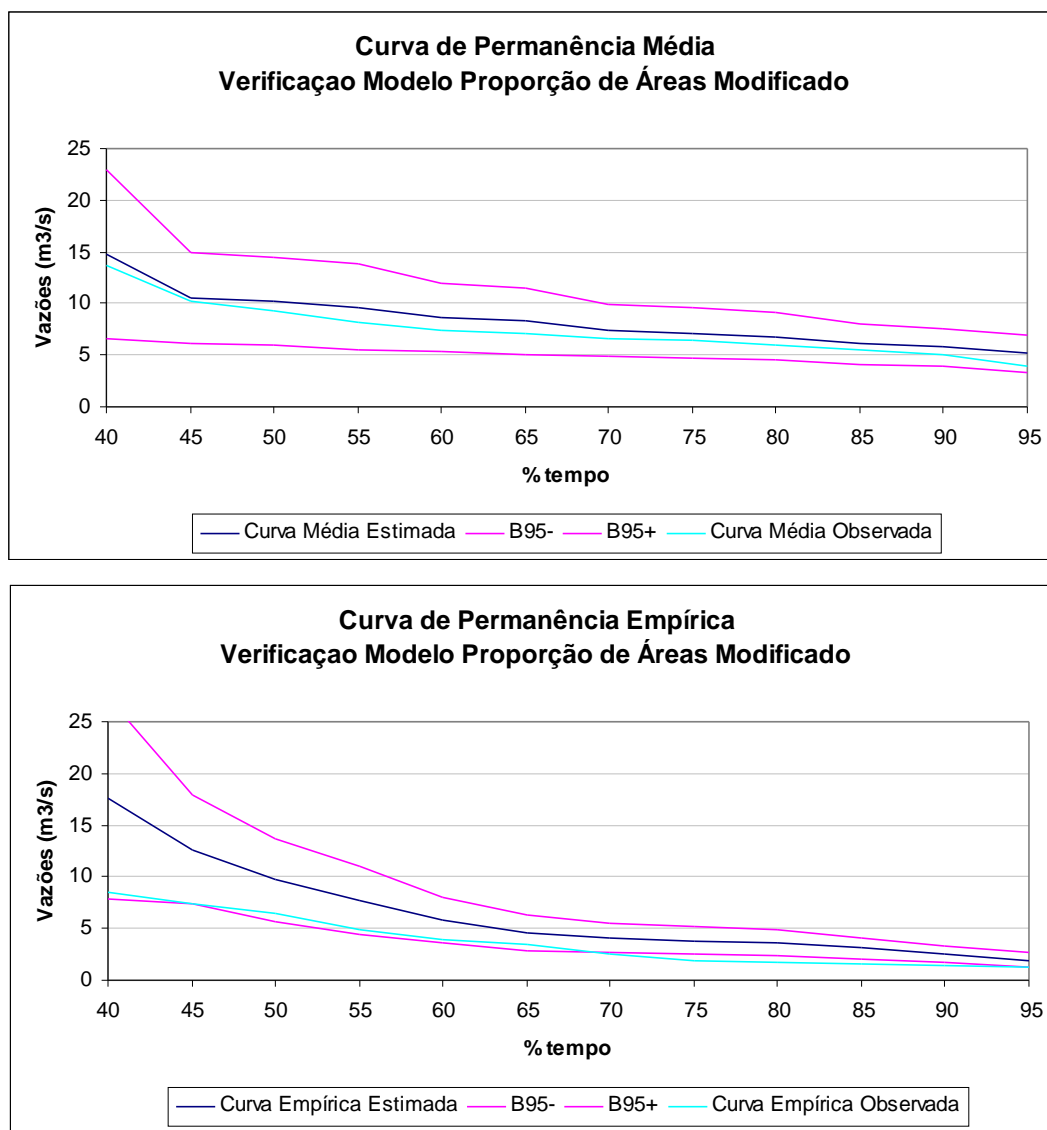 Curva de Permanência Média
Verificaçao Modelo Proporção de Áreas Modificado
25
20
15
10
5
0
Vazões (m3/s)
40 45 50 55 60 65 70 75 80 85 90 95
% tempo
Curva Média Estimada B95- B95+ Curva Média Observada
Curva de Permanência Empírica
Verificaçao Modelo Proporção de Áreas Modificado
25
20
15
10
5
0
Vazões (m3/s)
40 45 50 55 60 65 70 75 80 85 90 95
% tempo
Curva Empírica Estimada B95- B95+ Curva Empírica Observada